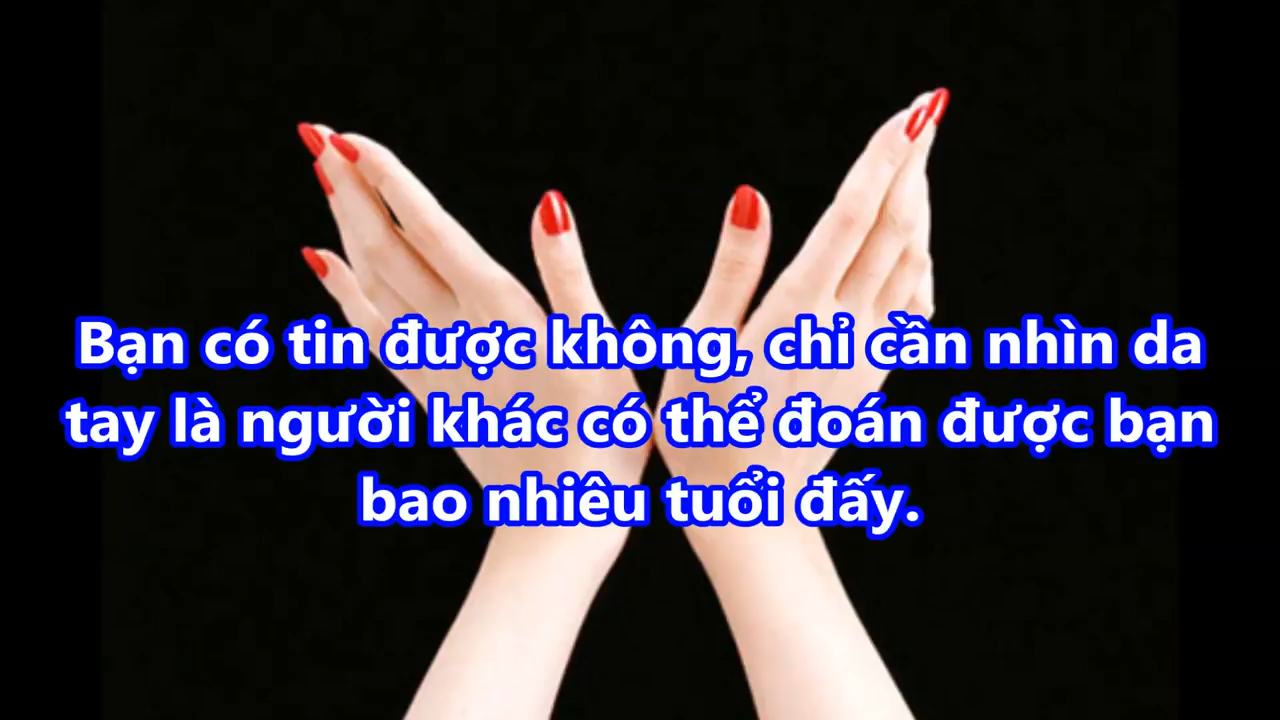 Bạn có tin được không, chỉ cần nhìn da
tay là người khác có thể đoán được bạn
bao nhiêu tuổi đấy.